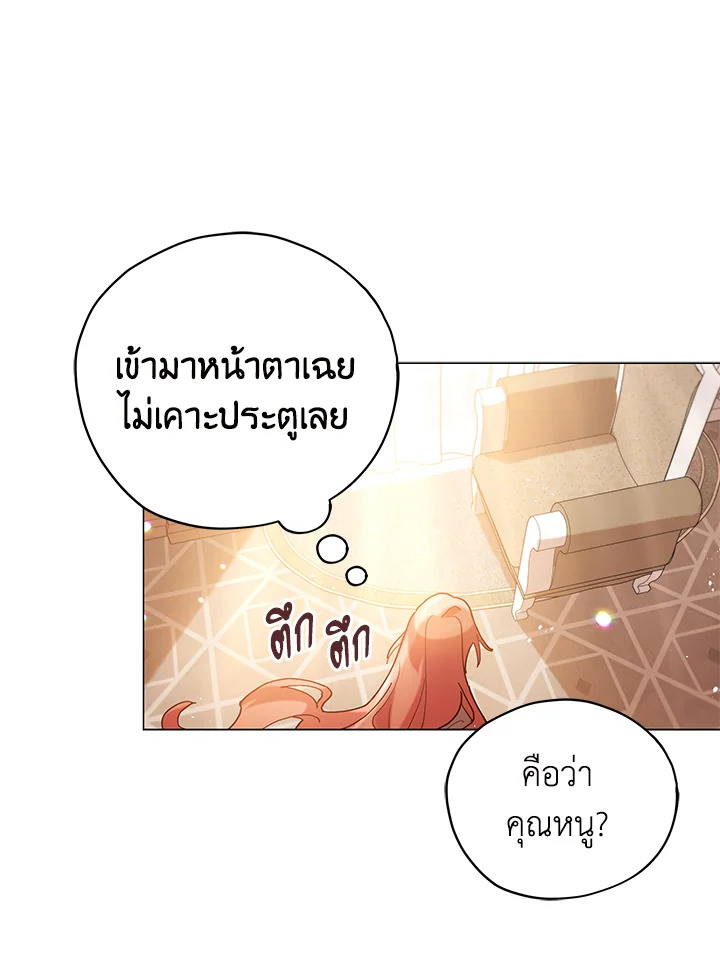 เข้ามาหน้าตาเฉย
ไม่เคาะประตูเลย
ตึก
ตึก
คือว่า
คุณหนู?